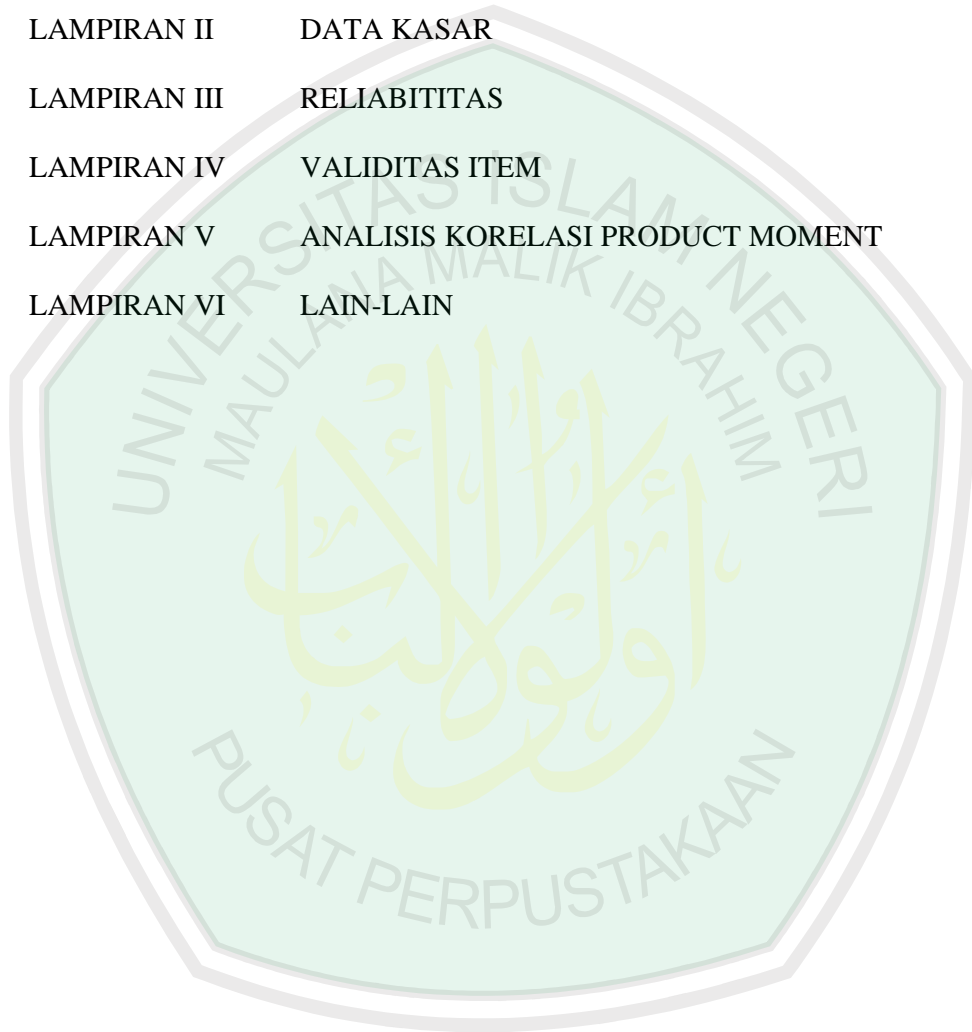 LAMPIRAN II DATA KASAR
LAMPIRAN III RELIABITITAS
LAMPIRAN IV VALIDITAS ITEM
LAMPIRAN V ANALISIS KORELASI PRODUCT MOMENT
LAMPIRAN VI LAIN-LAIN
UNIVERSITAS ISLAM NEGERI
MAULANA MALIK IBRAHIM
PUSAT PERPUSTAKAAN